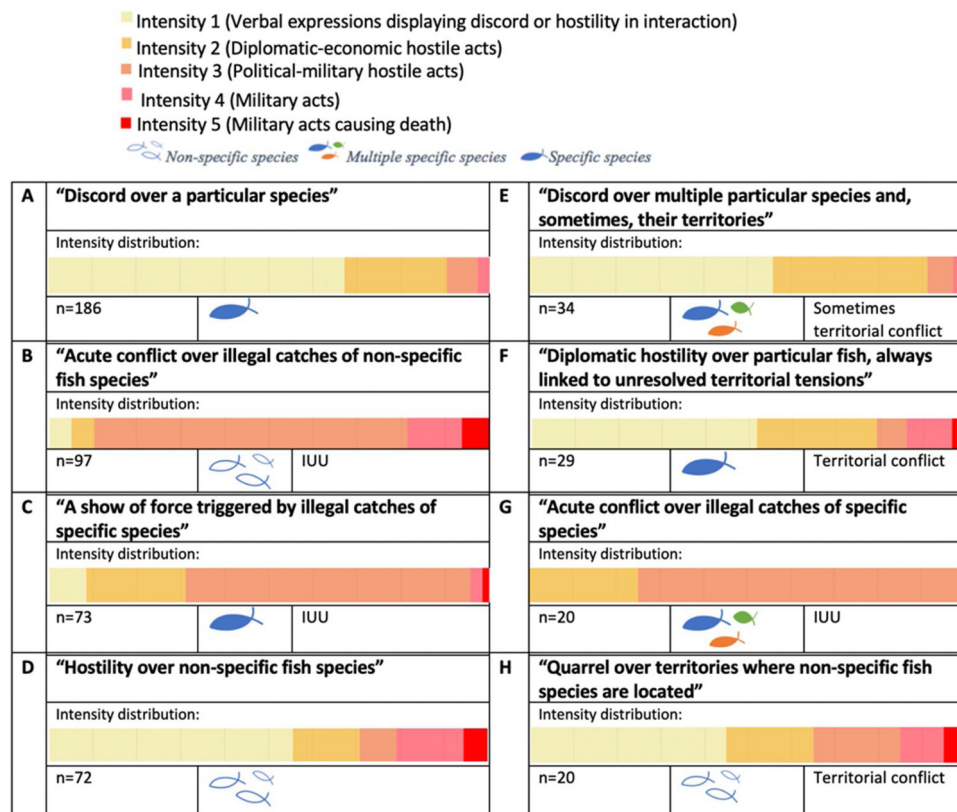 Intensity 1 (Verbal expressions displaying discord or hostility in interaction)
Intensity 2 (Diplomatic-economic hostile acts)
Intensity 3 (Political-military hostile acts)
Intensity 4 (Military acts)
Intensity 5 (Military acts causing death)
Non-specific species Multiple specific species Specific species
A "Discord over a particular species"
Intensity distribution:
n=186
B "Acute conflict over illegal catches of non-specific
fish species"
Intensity distribution:
n=97 IUU
C "A show of force triggered by illegal catches of
specific species"
Intensity distribution:
n=73 IUU
D "Hostility over non-specific fish species"
Intensity distribution:
n=72
E "Discord over multiple particular species and,
sometimes, their territories"
Intensity distribution:
n=34 Sometimes
territorial conflict
F "Diplomatic hostility over particular fish, always
linked to unresolved territorial tensions"
Intensity distribution:
n=29 Territorial conflict
G "Acute conflict over illegal catches of specific
species"
Intensity distribution:
n=20 IUU
H "Quarrel over territories where non-specific fish
species are located"
Intensity distribution:
n=20 Territorial conflict